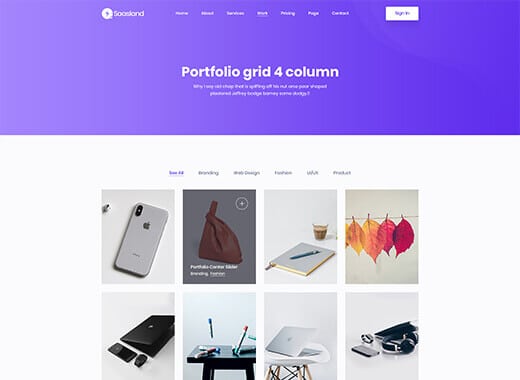 Saasland
Home About Services Work Pricing Page Contact
Sign In
Portfolio grid 4 column
Why I say old chap that is spiffing off his nut arse pear shaped
plastered Jeffrey bodge barney some dodgy.!!
See All Branding Web Design Fashion UI/UX Product
Portfolio Center Slider
Branding, Fashion